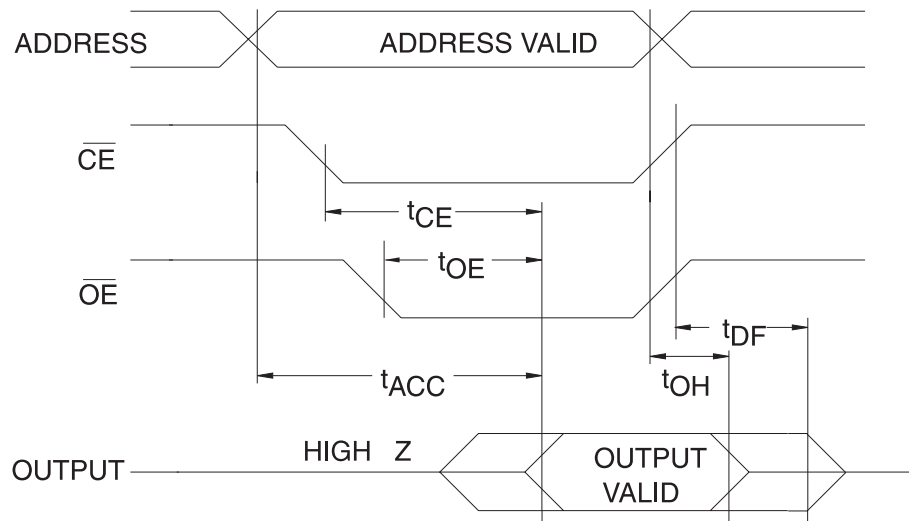 ADDRESS
ADDRESS VALID
CE
tCE
OE
tOE
tDF
tACC
tOH
HIGH Z
OUTPUT
OUTPUT
VALID